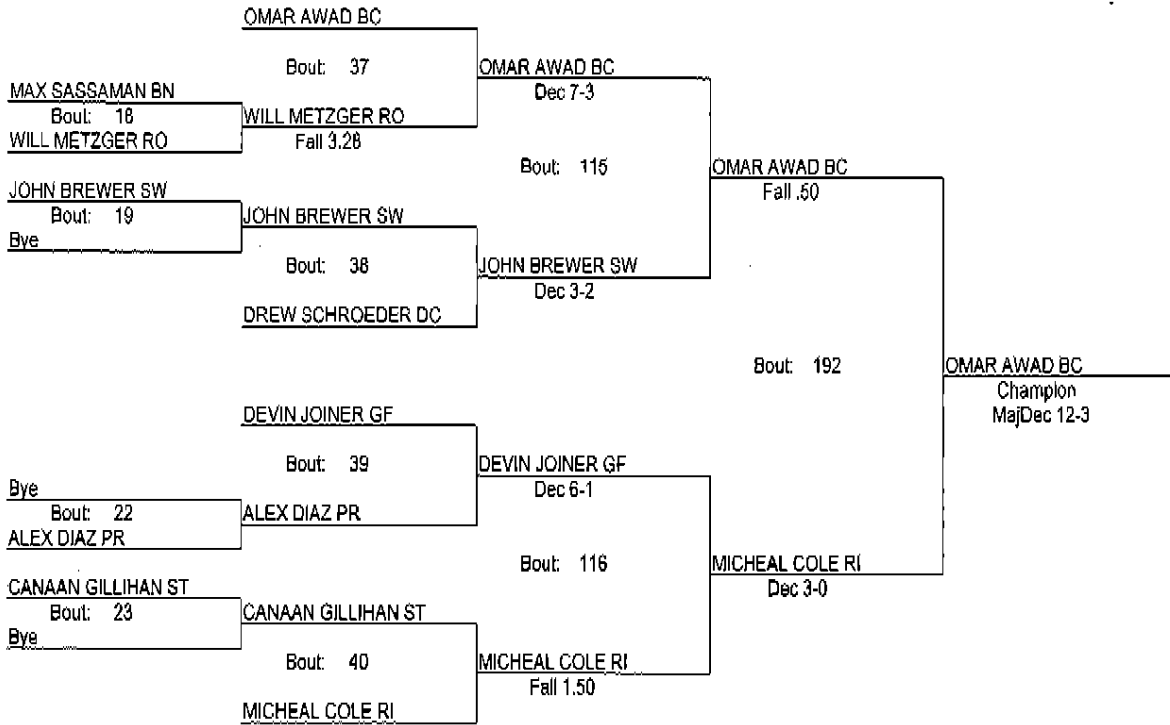 OMAR AWAD BC
Bout: 37
OMAR AWAD BC
Dec 7-3
MAX SASSAMAN BN
Bout: 18
WILL METZGER RO
WILL METZGER RO
Fall 3.28
Bout: 115
OMAR AWAD BC
Fall .50
JOHN BREWER SW
Bout: 19
Bye
JOHN BREWER SW
Bout: 38
JOHN BREWER SW
Dec 3-2
DREW SCHROEDER DC
Bout: 192
OMAR AWAD BC
Champion
MajDec 12-3
DEVIN JOINER GF
Bout: 39
DEVIN JOINER GF
Dec 6-1
Bye
Bout: 22
ALEX DIAZ PR
ALEX DIAZ PR
Bout: 116
MICHEAL COLE RI
Dec 3-0
CANAAN GILLIHAN ST
Bout: 23
Bye
CANAAN GILLIHAN ST
Bout: 40
MICHEAL COLE RI
Fall 1.50
MICHEAL COLE RI